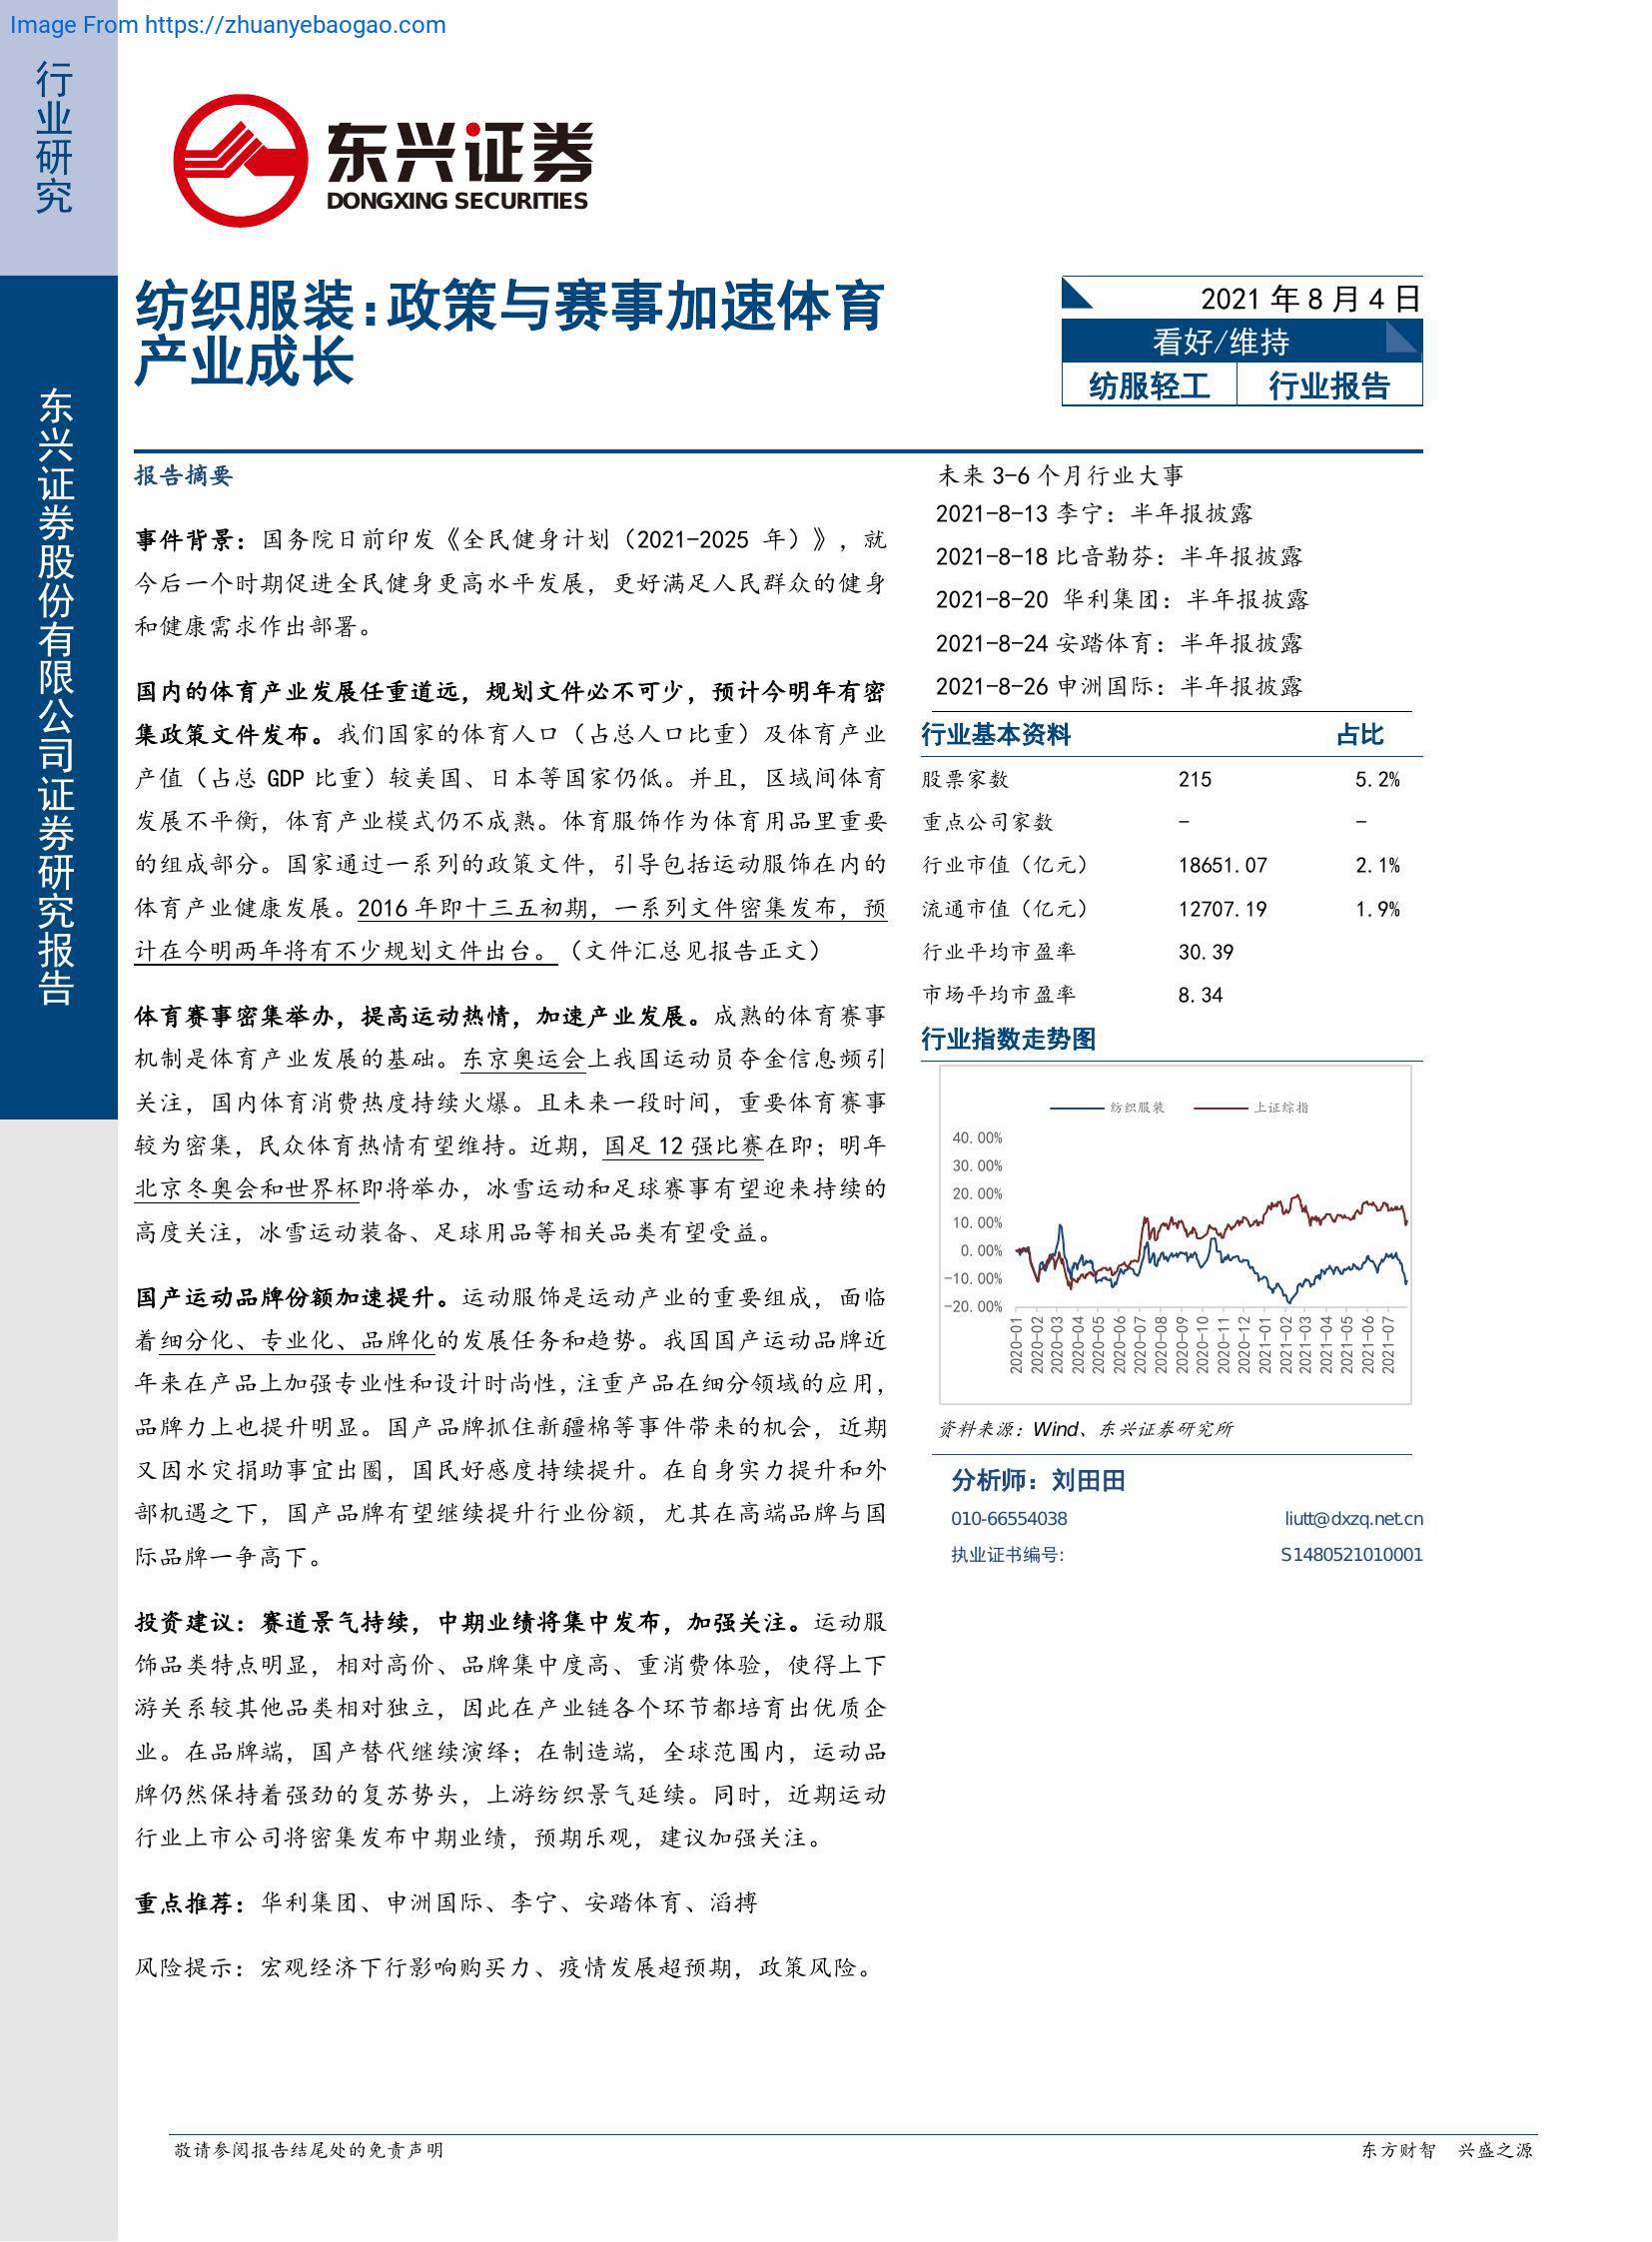 Image From https://zhuanyebaogao.com
行业研究
东兴证券股份有限公司证券研究报告
东兴证券
DONGXING SECURITIES
纺织服装:政策与赛事加速体育
产业成长
2021 年 8 月 4 日
看好/维持
纺服轻工 行业报告
报告摘要
事件背景：国务院日前印发《全民健身计划（2021-2025 年）》，就
今后一个时期促进全民健身更高水平发展，更好满足人民群众的健身
和健康需求作出部署。
国内的体育产业发展任重道远，规划文件必不可少，预计今明年有密
集政策文件发布。我们国家的体育人口（占总人口比重）及体育产业
产值（占总 GDP 比重）较美国、日本等国家仍低。并且，区域间体育
发展不平衡，体育产业模式仍不成熟。体育服饰作为体育用品里重要
的组成部分。国家通过一系列的政策文件，引导包括运动服饰在内的
体育产业健康发展。2016 年即十三五初期，一系列文件密集发布，预
计在今明两年将有不少规划文件出台。（文件汇总见报告正文）
体育赛事密集举办，提高运动热情，加速产业发展。成熟的体育赛事
机制是体育产业发展的基础。东京奥运会上我国运动员夺金信息频引
关注，国内体育消费热度持续火爆。且未来一段时间，重要体育赛事
较为密集，民众体育热情有望维持。近期，国足 12 强比赛在即；明年
北京冬奥会和世界杯即将举办，冰雪运动和足球赛事有望迎来持续的
高度关注，冰雪运动装备、足球用品等相关品类有望受益。
国产运动品牌份额加速提升。运动服饰是运动产业的重要组成，面临
着细分化、专业化、品牌化的发展任务和趋势。我国国产运动品牌近
年来在产品上加强专业性和设计时尚性，注重产品在细分领域的应用，
品牌力上也提升明显。国产品牌抓住新疆棉等事件带来的机会，近期
又因水灾捐助事宜出圈，国民好感度持续提升。在自身实力提升和外
部机遇之下，国产品牌有望继续提升行业份额，尤其在高端品牌与国
际品牌一争高下。
投资建议：赛道景气持续，中期业绩将集中发布，加强关注。运动服
饰品类特点明显，相对高价、品牌集中度高、重消费体验，使得上下
游关系较其他品类相对独立，因此在产业链各个环节都培育出优质企
业。在品牌端，国产替代继续演绎；在制造端，全球范围内，运动品
牌仍然保持着强劲的复苏势头，上游纺织景气延续。同时，近期运动
行业上市公司将密集发布中期业绩，预期乐观，建议加强关注。
重点推荐：华利集团、申洲国际、李宁、安踏体育、滔搏
风险提示：宏观经济下行影响购买力、疫情发展超预期，政策风险。
未来 3-6 个月行业大事
2021-8-13 李宁：半年报披露
2021-8-18 比音勒芬：半年报披露
2021-8-20 华利集团：半年报披露
2021-8-24 安踏体育：半年报披露
2021-8-26 申洲国际：半年报披露
行业基本资料 占比
股票家数 215 5.2%
重点公司家数 - -
行业市值（亿元） 18651.07 2.1%
流通市值（亿元） 12707.19 1.9%
行业平均市盈率 30.39
市场平均市盈率 8.34
行业指数走势图
纺织服装 上证综指
40.00%
30.00%
20.00%
10.00%
0.00%
-10.00%
-20.00%
2020-01 2020-02 2020-03 2020-04 2020-05 2020-06 2020-07 2020-08 2020-09 2020-10 2020-11 2020-12 2021-01 2021-02 2021-03 2021-04 2021-05 2021-06 2021-07
资料来源：Wind、东兴证券研究所
分析师：刘田田
010-66554038 liutt@dxzq.net.cn
执业证书编号: S1480521010001
敬请参阅报告结尾处的免责声明 东方财智 兴盛之源